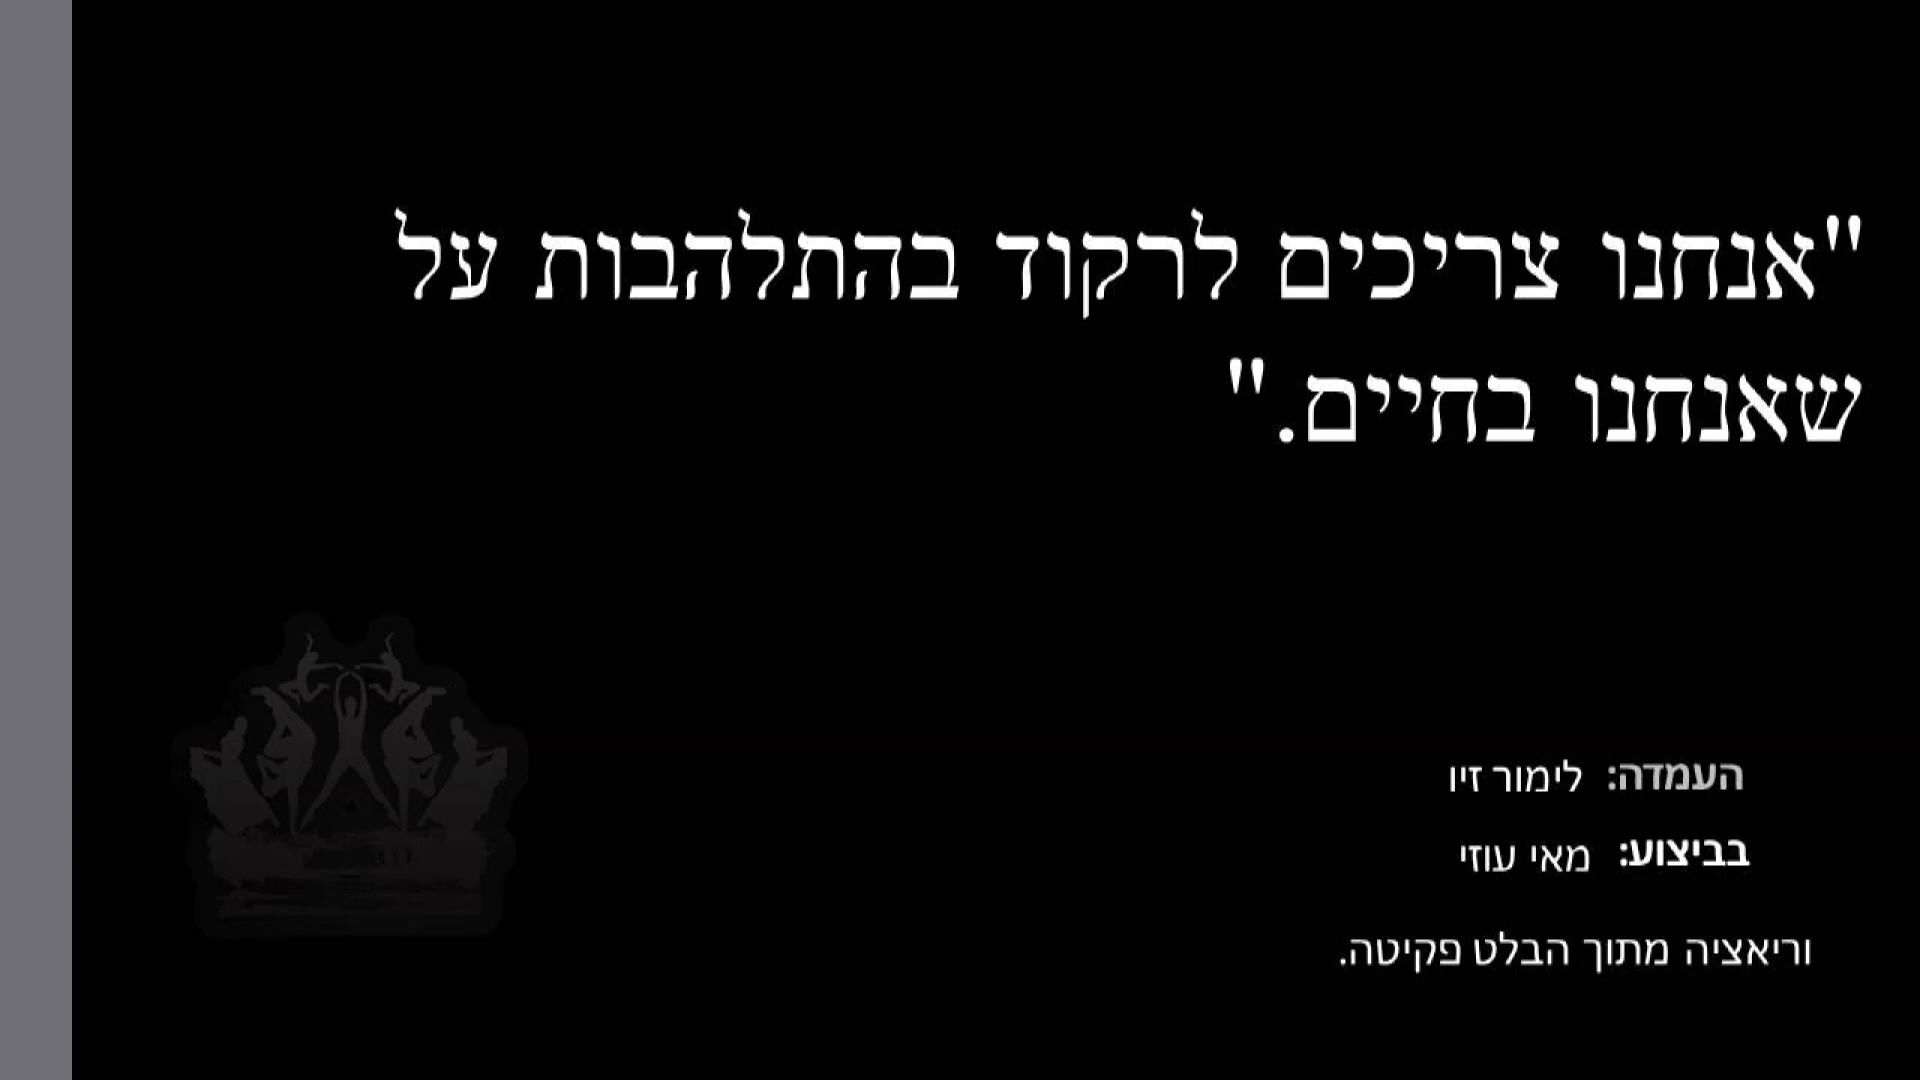 "אנחנו צריכים לרקוד בהתלהבות על
שאנחנו בחיים."
העמדה: לימור זיו
בביצוע: מאי עוזי
וריאציה מתוך הבלט פקיטה.